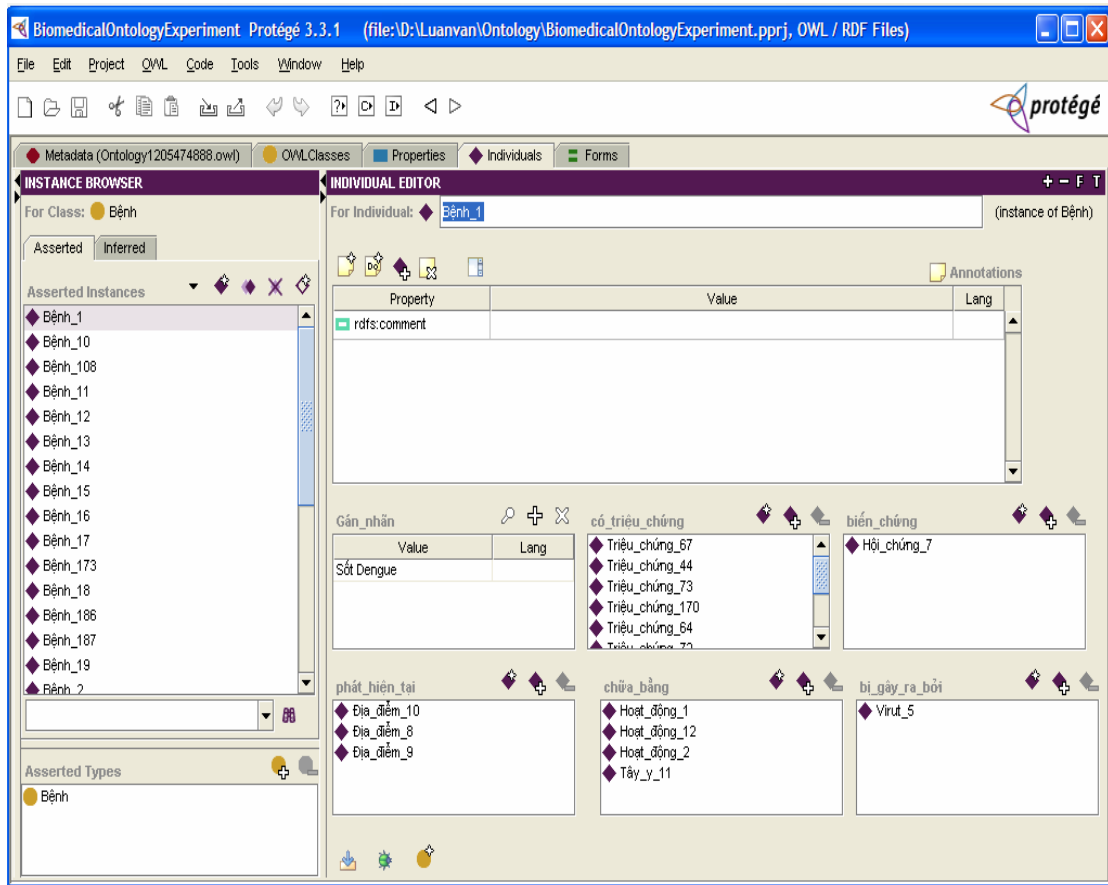 BiomedicalOntologyExperiment Protégé 3.3.1 (file:\D:\Luanvan\Ontology\BiomedicalOntologyExperiment.pprj, OWL / RDF Files)
File Edit Project OWL Code Tools Window Help
protégé
Metadata (Ontology1205474888.owl) OWLClasses Properties Individuals Forms
INSTANCE BROWSER
For Class: Bệnh
Asserted Inferred
Asserted Instances
Bệnh_1
Bệnh_10
Bệnh_108
Bệnh_11
Bệnh_12
Bệnh_13
Bệnh_14
Bệnh_15
Bệnh_16
Bệnh_17
Bệnh_173
Bệnh_18
Bệnh_186
Bệnh_187
Bệnh_19
Bệnh_2
Asserted Types
Bệnh
INDIVIDUAL EDITOR + − F T
For Individual: Bệnh_1 (instance of Bệnh)
Annotations
Property Value Lang
rdfs:comment
Gán_nhãn
Value Lang
Sốt Dengue
có_triệu_chứng
Triệu_chứng_67
Triệu_chứng_44
Triệu_chứng_73
Triệu_chứng_170
Triệu_chứng_64
Triệu_chứng_72
biến_chứng
Hội_chứng_7
phát_hiện_tại
Địa_điểm_10
Địa_điểm_8
Địa_điểm_9
chữa_bằng
Hoạt_động_1
Hoạt_động_12
Hoạt_động_2
Tây_y_11
bị_gây_ra_bởi
Virut_5